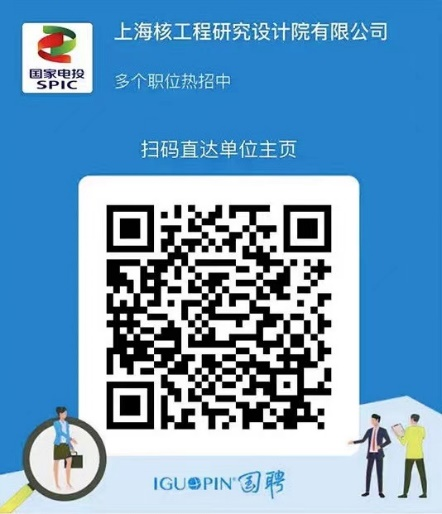 国家电投
SPIC
上海核工程研究设计院有限公司
多个职位热招中
扫码直达单位主页
IGUOPIN®国聘